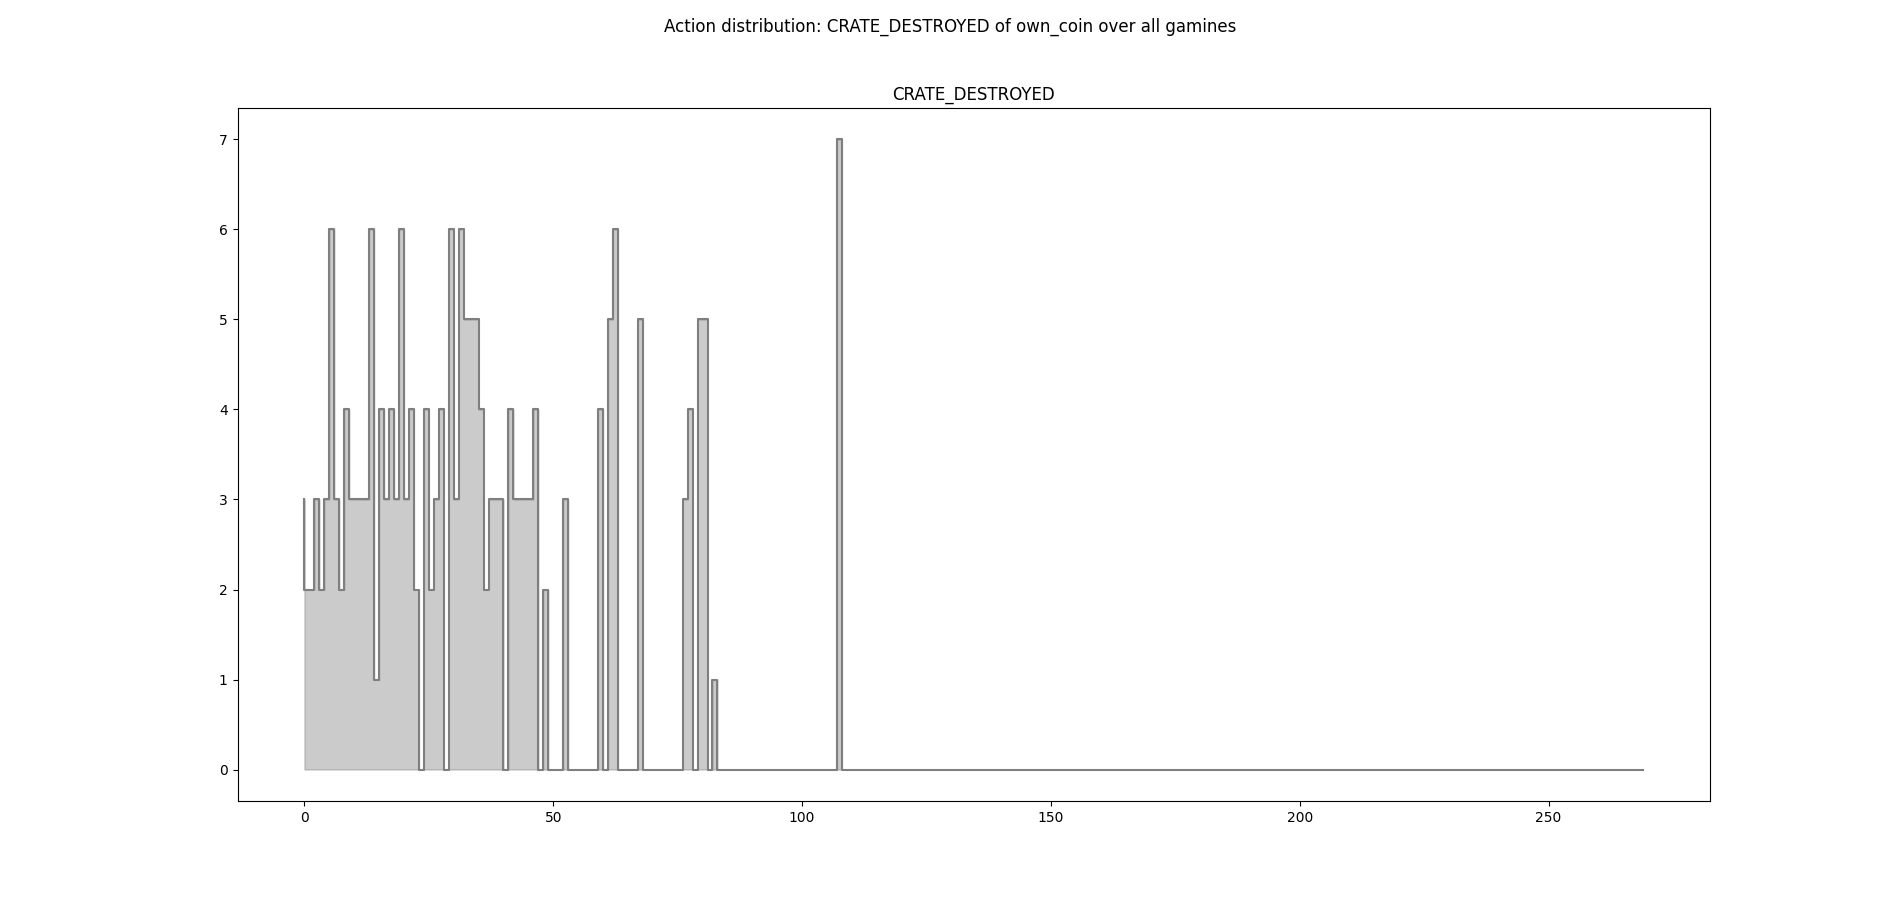 Action distribution: CRATE_DESTROYED of own_coin over all gamines
CRATE_DESTROYED
7
6
5
4
3
2
1
0
0 50 100 150 200 250